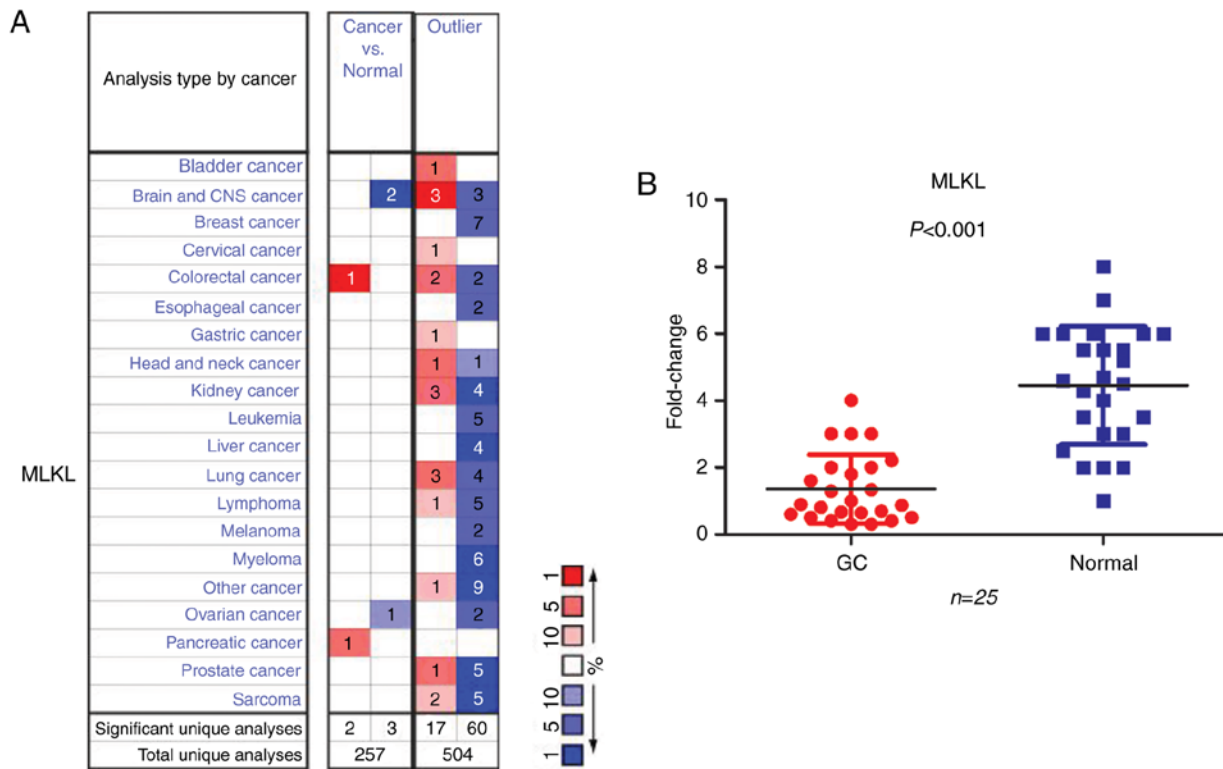 A
Analysis type by cancer
Cancer
vs.
Normal
Outlier
MLKL
Bladder cancer 1
Brain and CNS cancer 2 3 3
Breast cancer 7
Cervical cancer 1
Colorectal cancer 1 2 2
Esophageal cancer 2
Gastric cancer 1
Head and neck cancer 1 1
Kidney cancer 3 4
Leukemia 5
Liver cancer 4
Lung cancer 3 4
Lymphoma 1 5
Melanoma 2
Myeloma 6
Other cancer 1 9
Ovarian cancer 1 2
Pancreatic cancer 1
Prostate cancer 1 5
Sarcoma 2 5
Significant unique analyses 2 3 17 60
Total unique analyses 257 504
1
5
10
%
10
5
1
B
MLKL
P<0.001
Fold-change
10
8
6
4
2
0
GC Normal
n=25